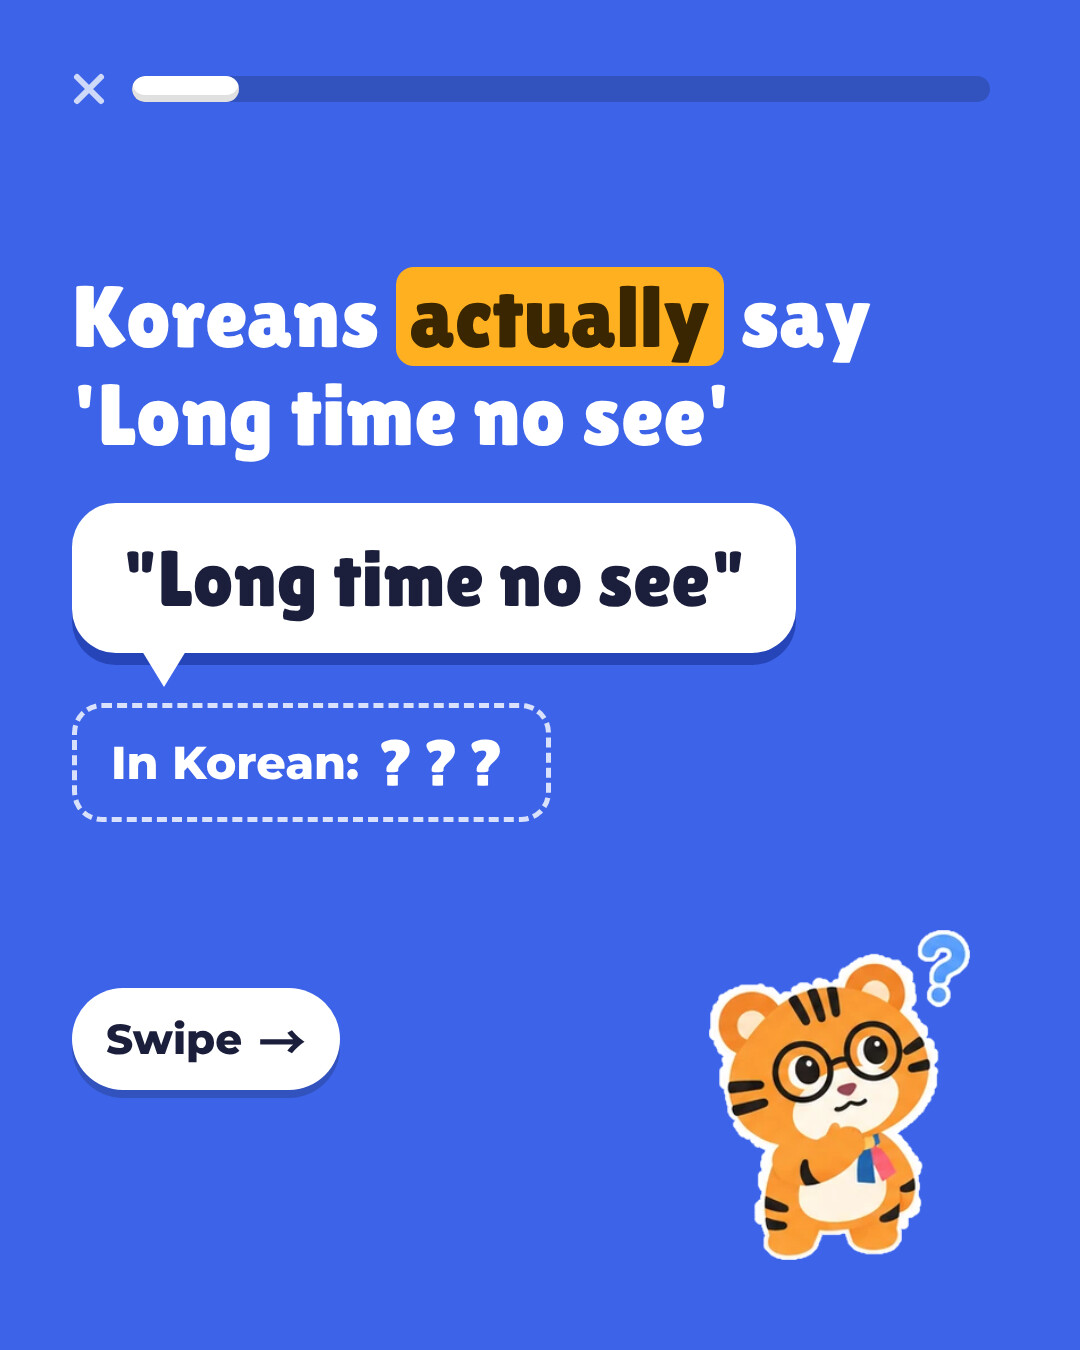 Koreans actually say
'Long time no see'
"Long time no see"
In Korean: ???
Swipe →
?